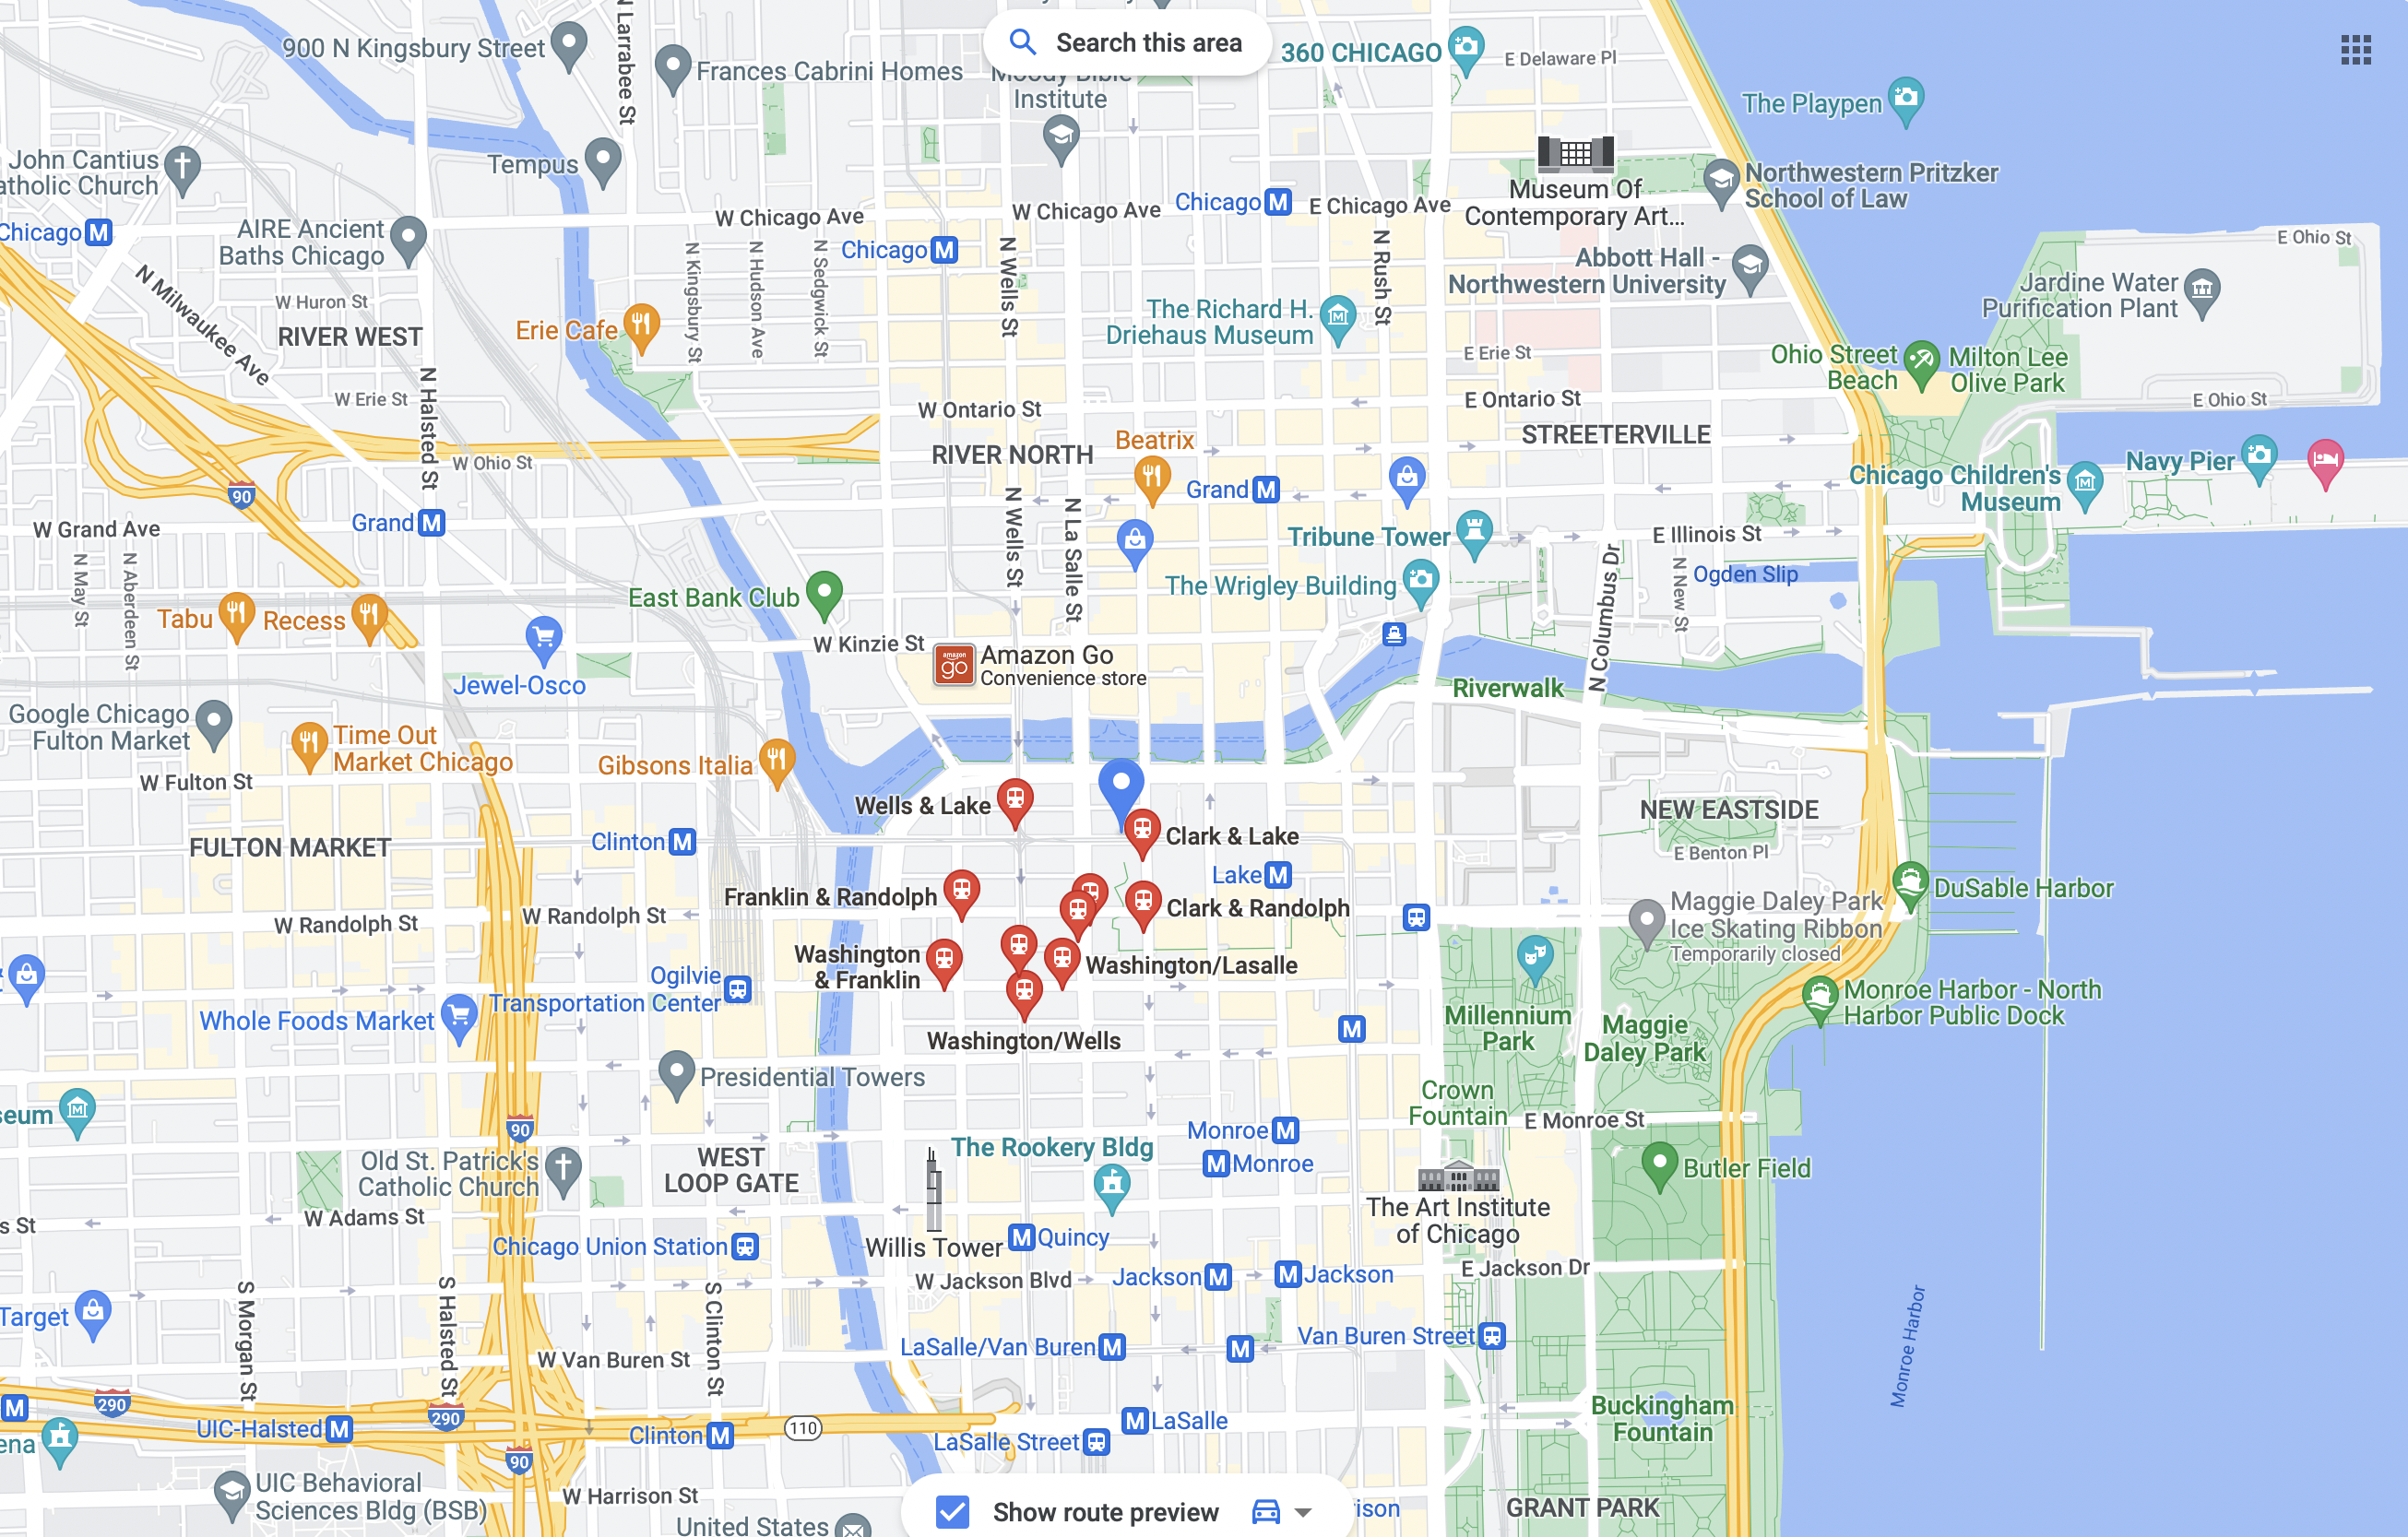 900 N Kingsbury Street
N Larrabee St
Frances Cabrini Homes
Moody Bible
Institute
Search this area
360 CHICAGO
E Delaware Pl
The Playpen
John Cantius
atholic Church
Tempus
Museum Of
Contemporary Art...
Northwestern Pritzker
School of Law
Chicago M
AIRE Ancient
Baths Chicago
W Chicago Ave
W Chicago Ave
Chicago M
E Chicago Ave
Chicago M
N Milwaukee Ave
N Kingsbury St
N Hudson Ave
N Sedgwick St
N Wells St
N Rush St
Abbott Hall -
Northwestern University
E Ohio St
Jardine Water
Purification Plant
W Huron St
RIVER WEST
Erie Cafe
The Richard H.
Driehaus Museum
E Erie St
Ohio Street
Beach
Milton Lee
Olive Park
W Erie St
N Halsted St
W Ontario St
E Ontario St
E Ohio St
STREETERVILLE
RIVER NORTH
Beatrix
W Ohio St
90
Grand M
Navy Pier
Chicago Children's
Museum
W Grand Ave
Grand M
N Wells St
N La Salle St
Tribune Tower
E Illinois St
N May St
N Aberdeen St
The Wrigley Building
N Columbus Dr
N New St
Ogden Slip
East Bank Club
Tabu
Recess
W Kinzie St
Amazon Go
Convenience store
amazon
go
Jewel-Osco
Riverwalk
Google Chicago
Fulton Market
Time Out
Market Chicago
Gibsons Italia
W Fulton St
Wells & Lake
NEW EASTSIDE
FULTON MARKET
Clinton M
Clark & Lake
E Benton Pl
Lake M
Franklin & Randolph
Clark & Randolph
DuSable Harbor
W Randolph St
W Randolph St
Maggie Daley Park
Ice Skating Ribbon
Temporarily closed
Washington
& Franklin
Washington/Lasalle
Ogilvie
Transportation Center
Monroe Harbor - North
Harbor Public Dock
Whole Foods Market
Washington/Wells
M
Millennium
Park
Maggie
Daley Park
Presidential Towers
Crown
Fountain
seum
90
E Monroe St
Monroe M
M Monroe
The Rookery Bldg
Old St. Patrick's
Catholic Church
WEST
LOOP GATE
Butler Field
The Art Institute
of Chicago
s St
W Adams St
Chicago Union Station
Willis Tower
M Quincy
W Jackson Blvd
Jackson M
M Jackson
E Jackson Dr
S Morgan St
S Halsted St
S Clinton St
Target
Monroe Harbor
LaSalle/Van Buren M
M
Van Buren Street
W Van Buren St
M
290
290
UIC-Halsted M
Clinton M
110
M LaSalle
LaSalle Street
Buckingham
Fountain
ena
90
UIC Behavioral
Sciences Bldg (BSB)
W Harrison St
United States
Show route preview
rison
GRANT PARK